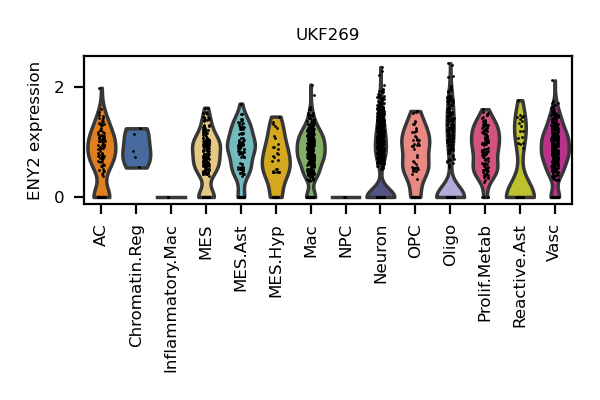 UKF269
ENY2 expression
2
0
AC
Chromatin.Reg
Inflammatory.Mac
MES
MES.Ast
MES.Hyp
Mac
NPC
Neuron
OPC
Oligo
Prolif.Metab
Reactive.Ast
Vasc